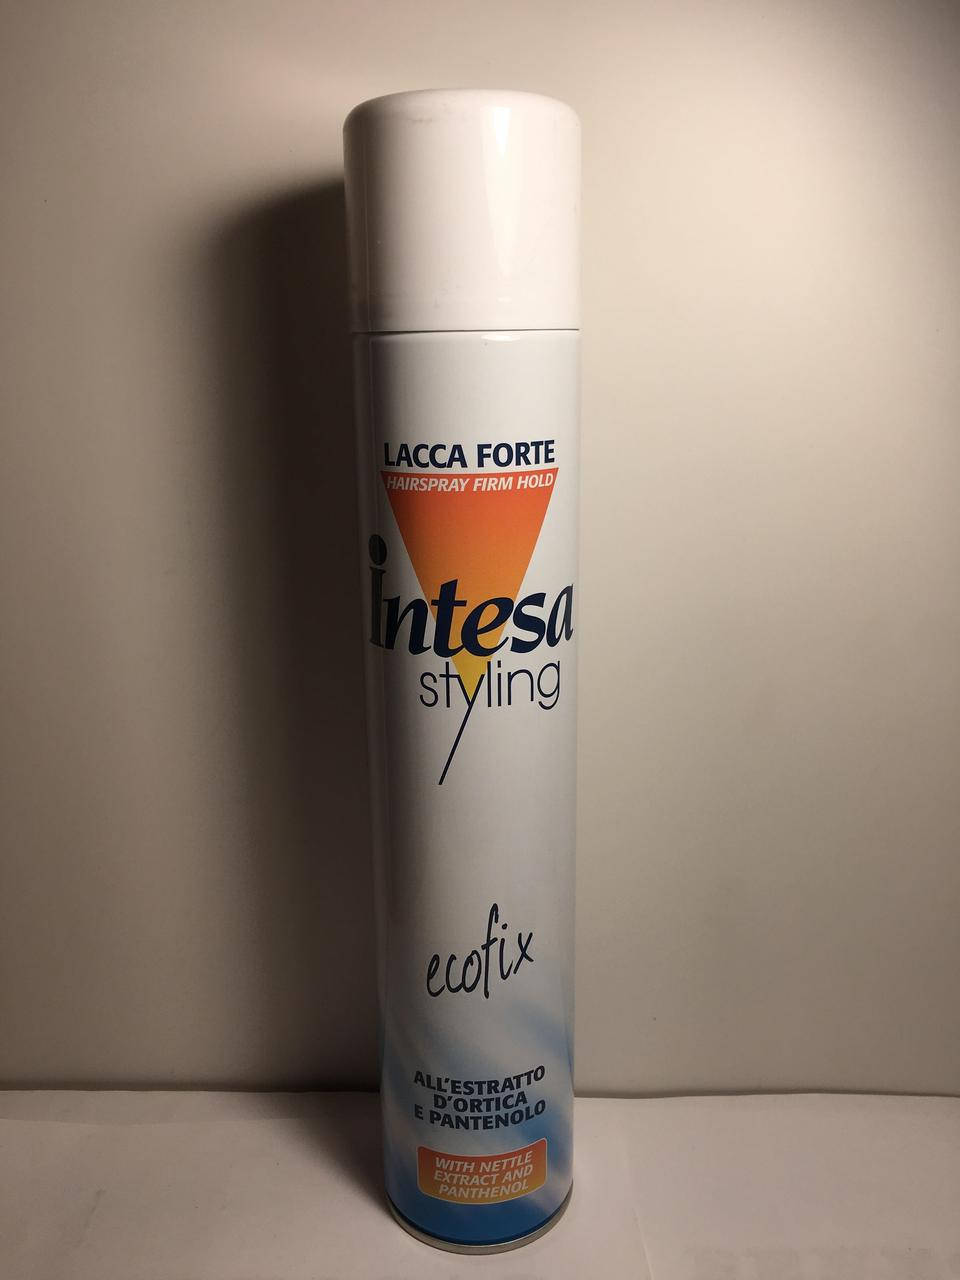 LACCA FORTE
HAIRSPRAY FIRM HOLD
intesa
styling
ecofix
ALL'ESTRATTO
D'ORTICA
E PANTENOLO
WITH NETTLE
EXTRACT AND
PANTHENOL